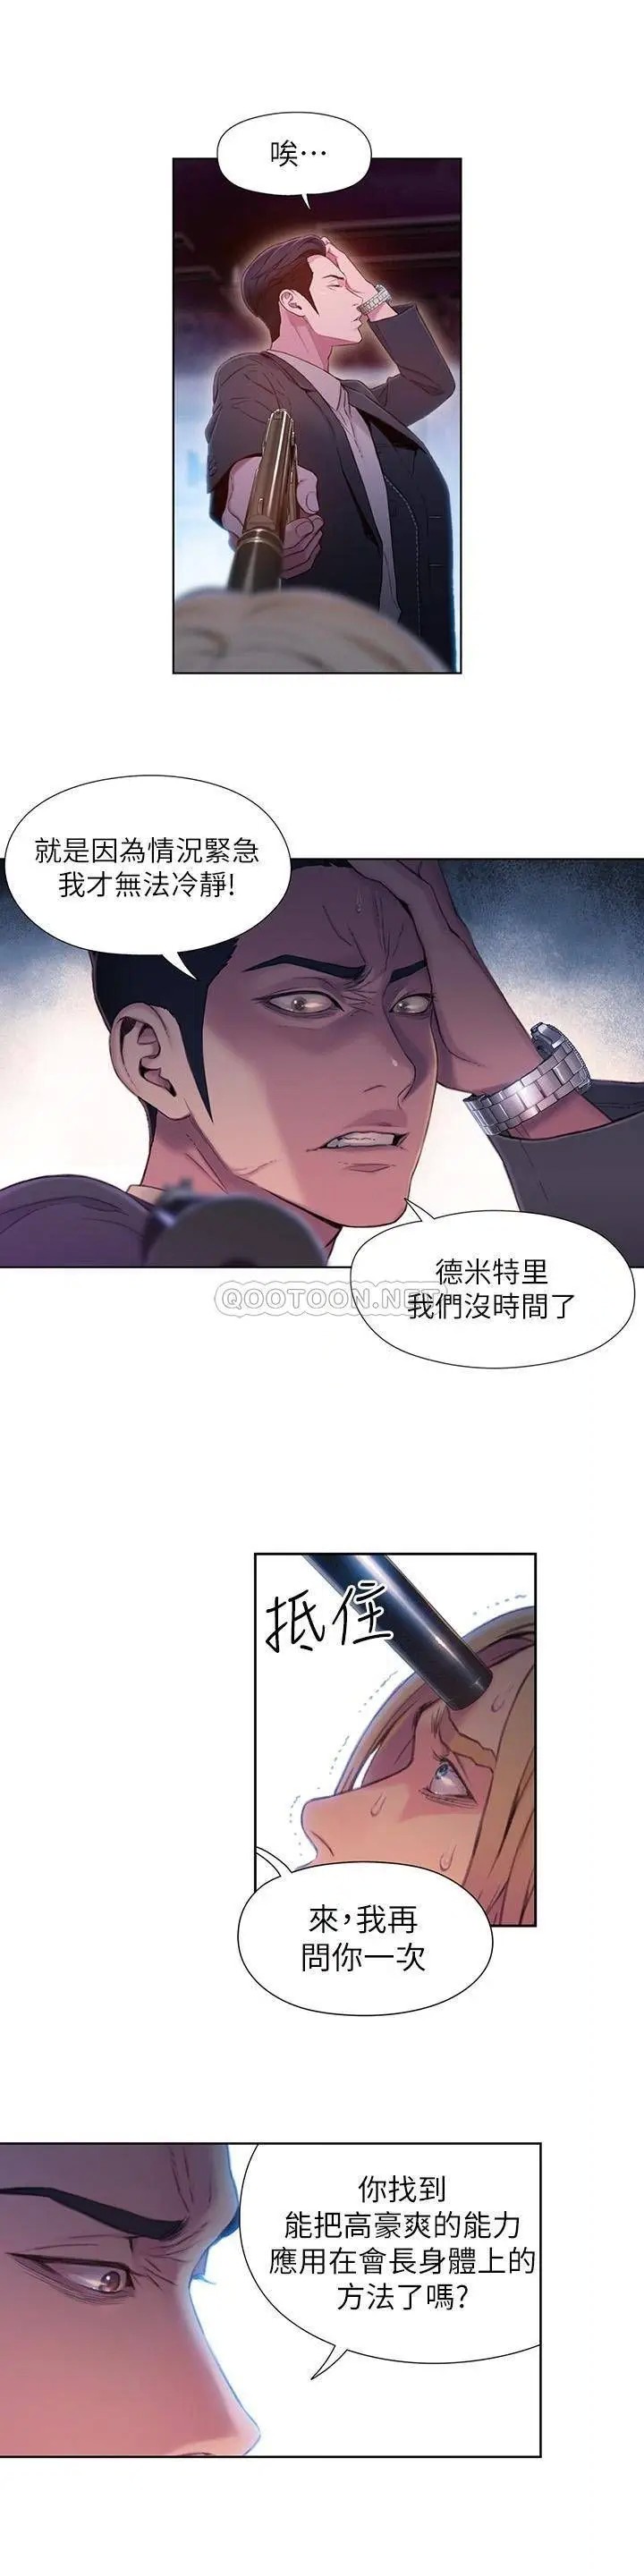 唉…
就是因為情況緊急
我才無法冷靜!
德米特里
我們沒時間了
QOOTOON.NET
抵住
來，我再
問你一次
你找到
能把高豪爽的能力
應用在會長身體上的
方法了嗎?